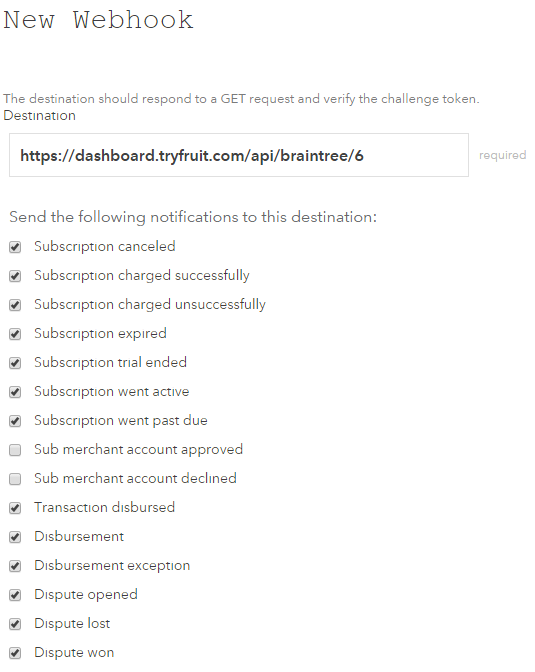 New Webhook
The destination should respond to a GET request and verify the challenge token.
Destination
https://dashboard.tryfruit.com/api/braintree/6 required
Send the following notifications to this destination:
Subscription canceled
Subscription charged successfully
Subscription charged unsuccessfully
Subscription expired
Subscription trial ended
Subscription went active
Subscription went past due
Sub merchant account approved
Sub merchant account declined
Transaction disbursed
Disbursement
Disbursement exception
Dispute opened
Dispute lost
Dispute won